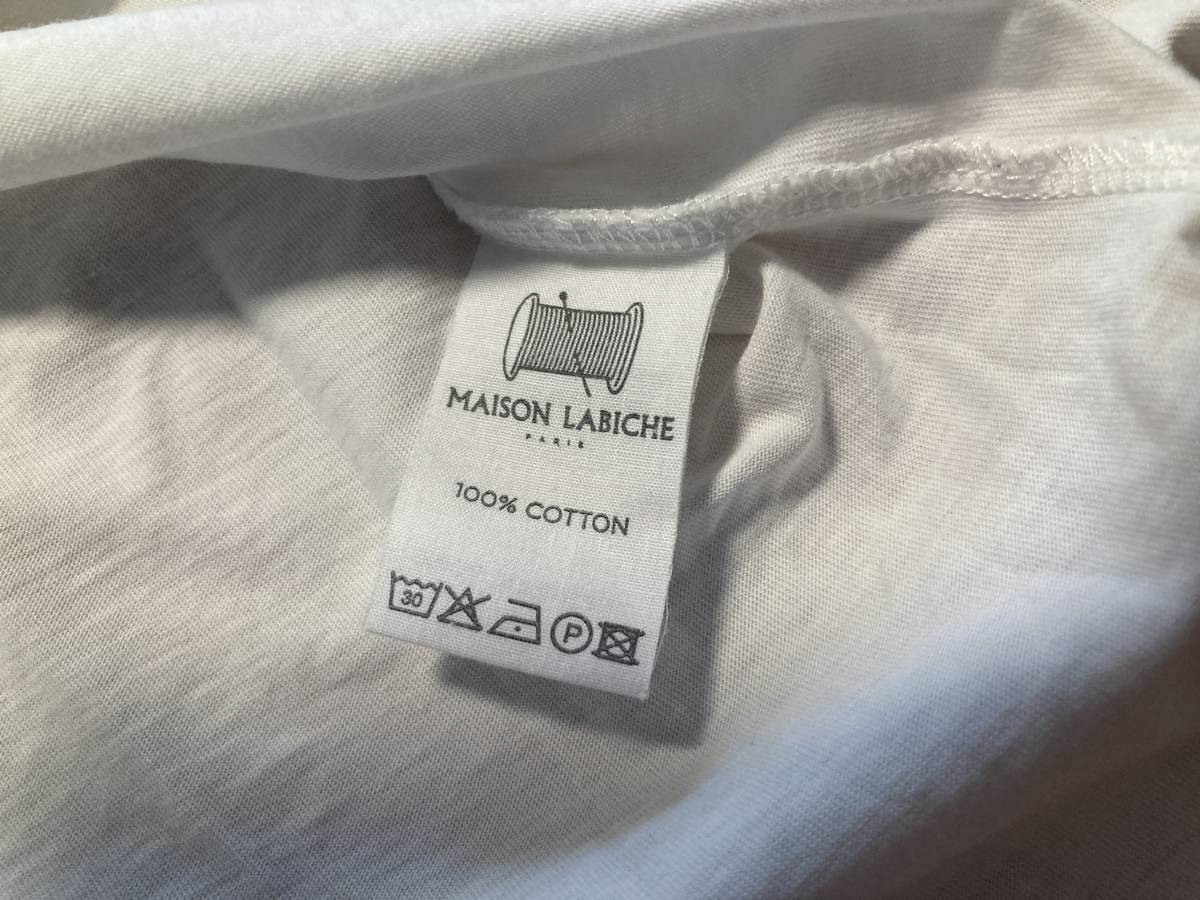 MAISON LABICHE
PARIS
100% COTTON
30
P